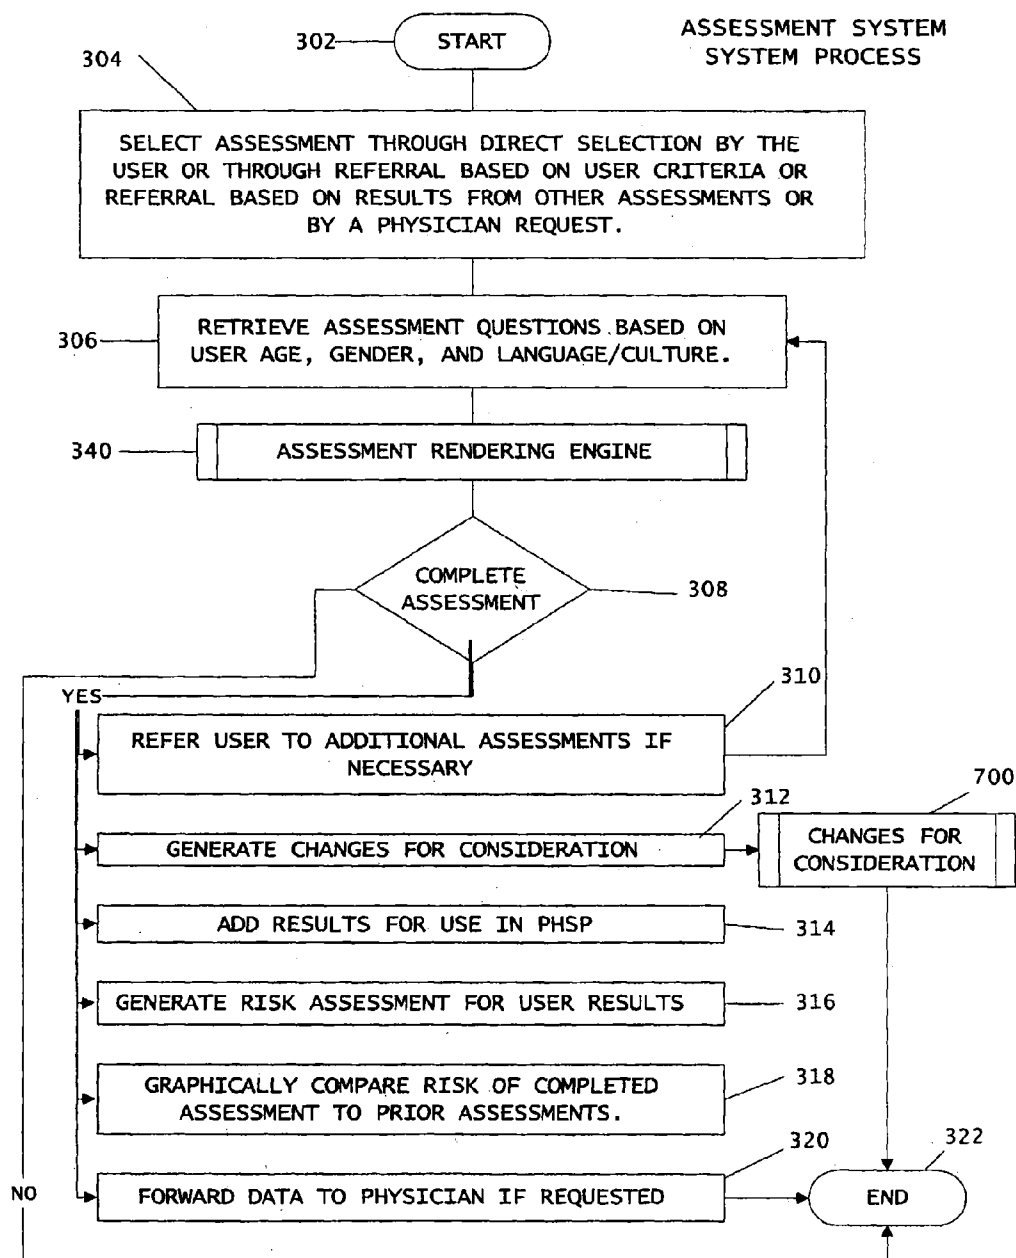 ASSESSMENT SYSTEM
SYSTEM PROCESS
302
START
304
SELECT ASSESSMENT THROUGH DIRECT SELECTION BY THE
USER OR THROUGH REFERRAL BASED ON USER CRITERIA OR
REFERRAL BASED ON RESULTS FROM OTHER ASSESSMENTS OR
BY A PHYSICIAN REQUEST.
306
RETRIEVE ASSESSMENT QUESTIONS BASED ON
USER AGE, GENDER, AND LANGUAGE/CULTURE.
340
ASSESSMENT RENDERING ENGINE
COMPLETE
ASSESSMENT
308
YES
310
REFER USER TO ADDITIONAL ASSESSMENTS IF
NECESSARY
312
GENERATE CHANGES FOR CONSIDERATION
700
CHANGES FOR
CONSIDERATION
ADD RESULTS FOR USE IN PHSP
314
GENERATE RISK ASSESSMENT FOR USER RESULTS
316
GRAPHICALLY COMPARE RISK OF COMPLETED
ASSESSMENT TO PRIOR ASSESSMENTS.
318
320
FORWARD DATA TO PHYSICIAN IF REQUESTED
322
END
NO